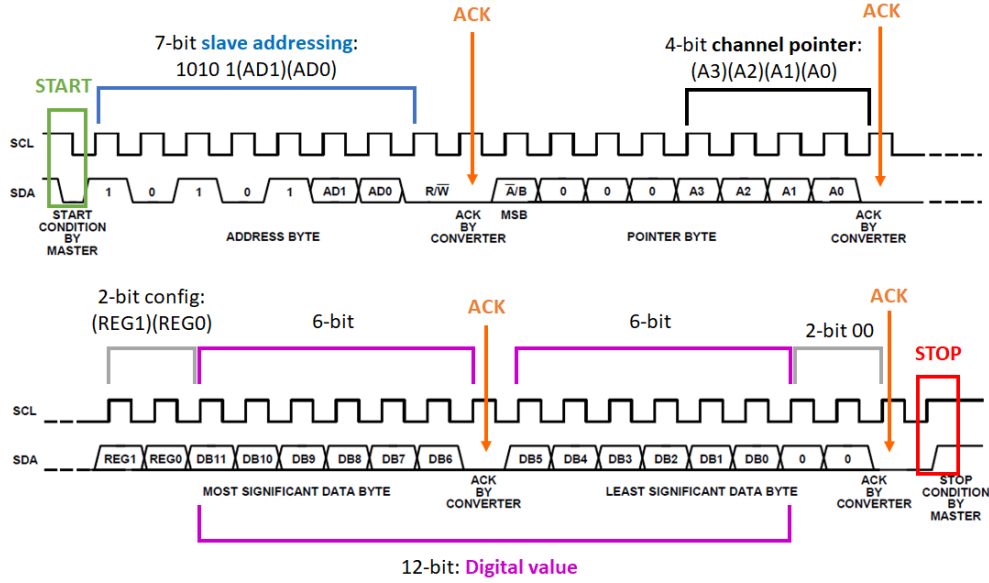 ACK
ACK
7-bit slave addressing:
1010 1(AD1)(AD0)
4-bit channel pointer:
(A3)(A2)(A1)(A0)
START
SCL
SDA
1 0 1 0 1 AD1 AD0 R/W̅ A̅/B 0 0 0 A3 A2 A1 A0
START
CONDITION
BY
MASTER
ADDRESS BYTE
ACK
BY
CONVERTER
MSB
POINTER BYTE
ACK
BY
CONVERTER
2-bit config:
(REG1)(REG0)
6-bit
ACK
6-bit
2-bit 00
ACK
STOP
SCL
SDA
REG1 REG0 DB11 DB10 DB9 DB8 DB7 DB6 DB5 DB4 DB3 DB2 DB1 DB0 0 0
MOST SIGNIFICANT DATA BYTE
ACK
BY
CONVERTER
LEAST SIGNIFICANT DATA BYTE
ACK
BY
CONVERTER
STOP
CONDITION
BY
MASTER
12-bit: Digital value